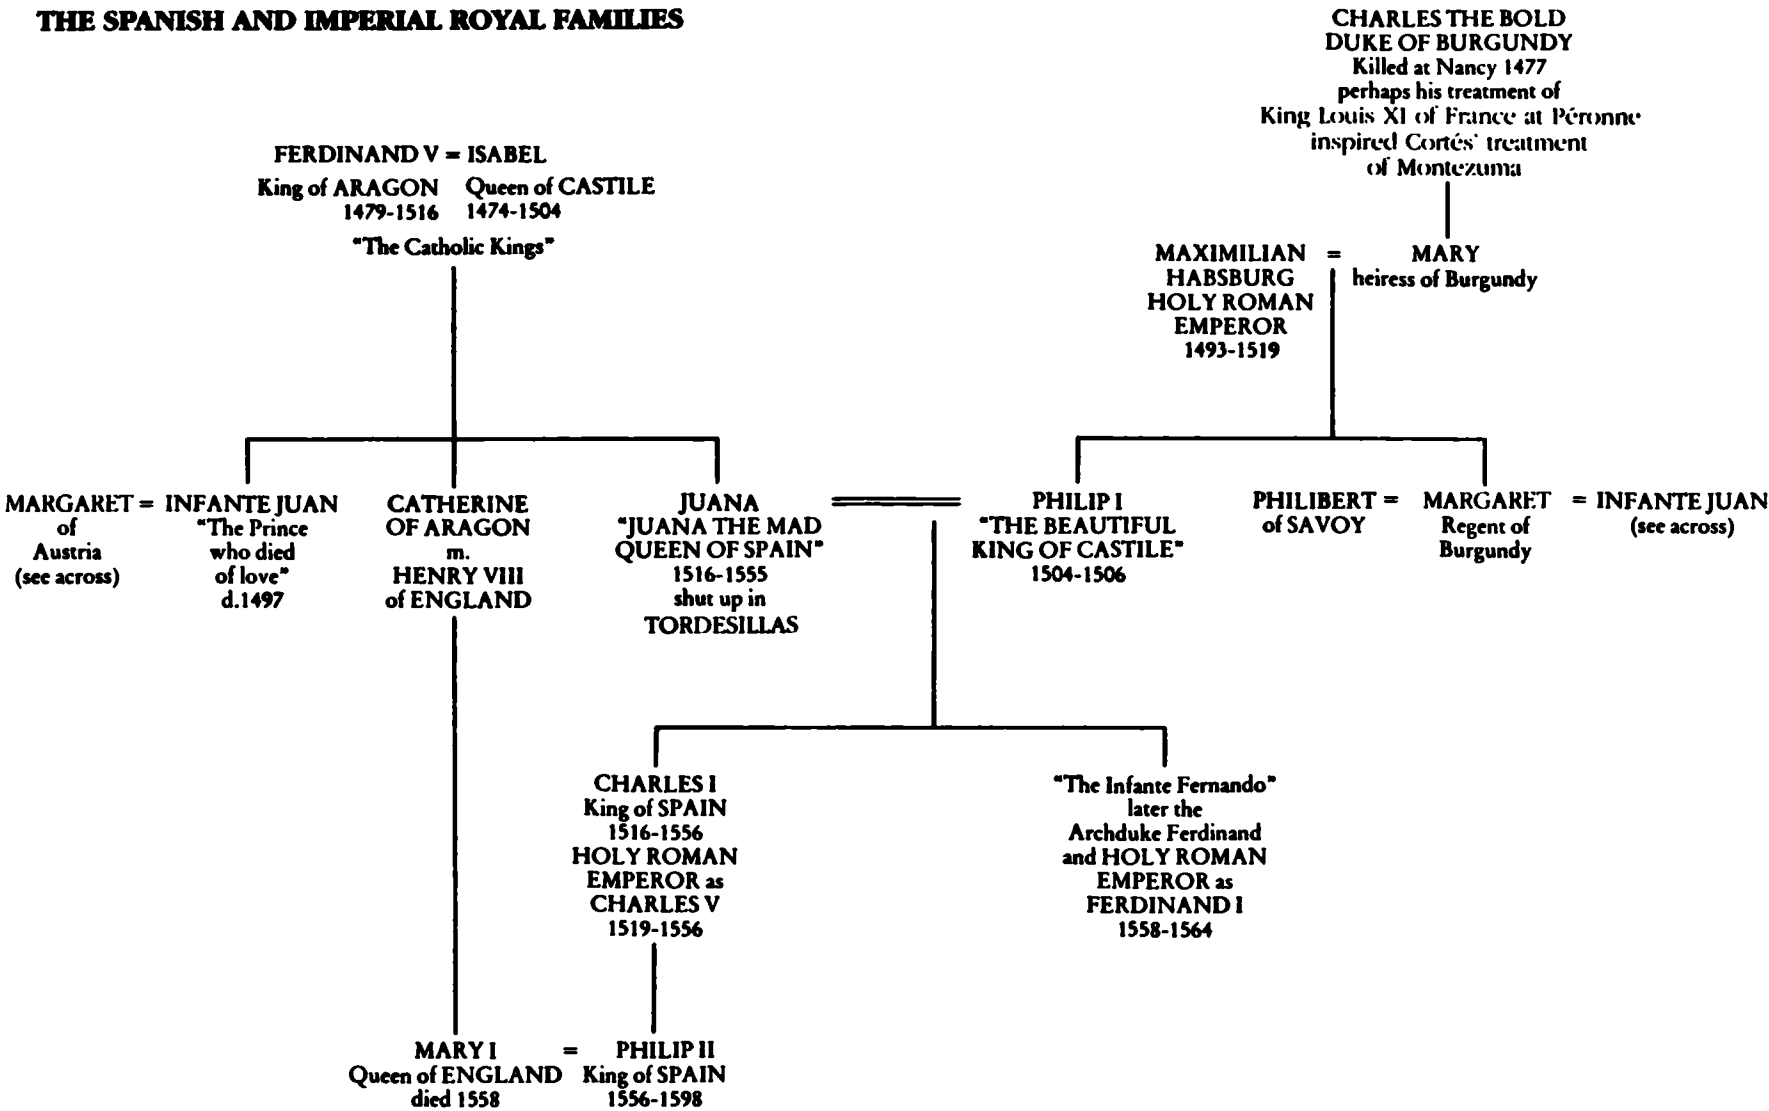 THE SPANISH AND IMPERIAL ROYAL FAMILIES
CHARLES THE BOLD
DUKE OF BURGUNDY
Killed at Nancy 1477
perhaps his treatment of
King Louis XI of France at Péronne
inspired Cortés' treatment
of Montezuma
FERDINAND V = ISABEL
King of ARAGON Queen of CASTILE
1479-1516 1474-1504
"The Catholic Kings"
MAXIMILIAN = MARY
HABSBURG heiress of Burgundy
HOLY ROMAN
EMPEROR
1493-1519
MARGARET = INFANTE JUAN
of "The Prince
Austria who died
(see across) of love"
d.1497
CATHERINE
OF ARAGON
m.
HENRY VIII
of ENGLAND
JUANA
"JUANA THE MAD
QUEEN OF SPAIN"
1516-1555
shut up in
TORDESILLAS
PHILIP I
"THE BEAUTIFUL
KING OF CASTILE"
1504-1506
PHILIBERT = MARGARET = INFANTE JUAN
of SAVOY Regent of (see across)
Burgundy
CHARLES I
King of SPAIN
1516-1556
HOLY ROMAN
EMPEROR as
CHARLES V
1519-1556
"The Infante Fernando"
later the
Archduke Ferdinand
and HOLY ROMAN
EMPEROR as
FERDINAND I
1558-1564
MARY I = PHILIP II
Queen of ENGLAND King of SPAIN
died 1558 1556-1598